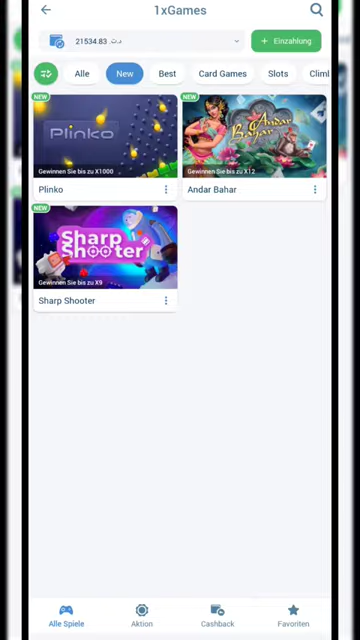 1xGames
21534.83 د.ت.
+ Einzahlung
Alle
New
Best
Card Games
Slots
Climb
NEW
Plinko
Gewinnen Sie bis zu X1000
Plinko
NEW
Andar
Bahar
Gewinnen Sie bis zu X12
Andar Bahar
NEW
Sharp
Shooter
Gewinnen Sie bis zu X9
Sharp Shooter
Alle Spiele
Aktion
Cashback
Favoriten